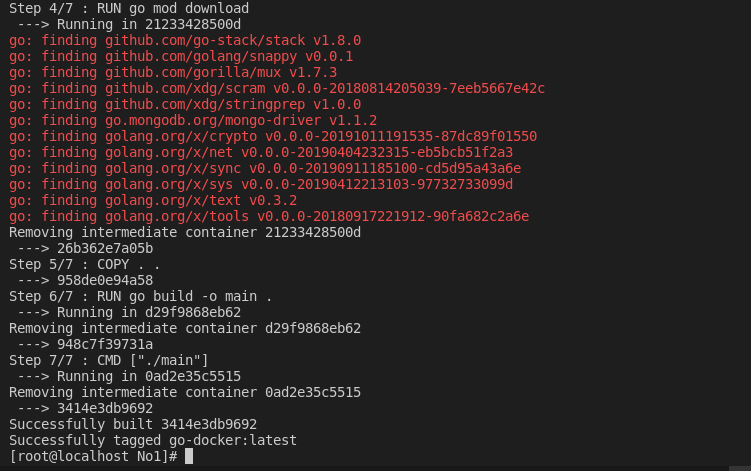 Step 4/7 : RUN go mod download
 ---> Running in 21233428500d
go: finding github.com/go-stack/stack v1.8.0
go: finding github.com/golang/snappy v0.0.1
go: finding github.com/gorilla/mux v1.7.3
go: finding github.com/xdg/scram v0.0.0-20180814205039-7eeb5667e42c
go: finding github.com/xdg/stringprep v1.0.0
go: finding go.mongodb.org/mongo-driver v1.1.2
go: finding golang.org/x/crypto v0.0.0-20191011191535-87dc89f01550
go: finding golang.org/x/net v0.0.0-20190404232315-eb5bcb51f2a3
go: finding golang.org/x/sync v0.0.0-20190911185100-cd5d95a43a6e
go: finding golang.org/x/sys v0.0.0-20190412213103-97732733099d
go: finding golang.org/x/text v0.3.2
go: finding golang.org/x/tools v0.0.0-20180917221912-90fa682c2a6e
Removing intermediate container 21233428500d
 ---> 26b362e7a05b
Step 5/7 : COPY . .
 ---> 958de0e94a58
Step 6/7 : RUN go build -o main .
 ---> Running in d29f9868eb62
Removing intermediate container d29f9868eb62
 ---> 948c7f39731a
Step 7/7 : CMD ["./main"]
 ---> Running in 0ad2e35c5515
Removing intermediate container 0ad2e35c5515
 ---> 3414e3db9692
Successfully built 3414e3db9692
Successfully tagged go-docker:latest
[root@localhost No1]#